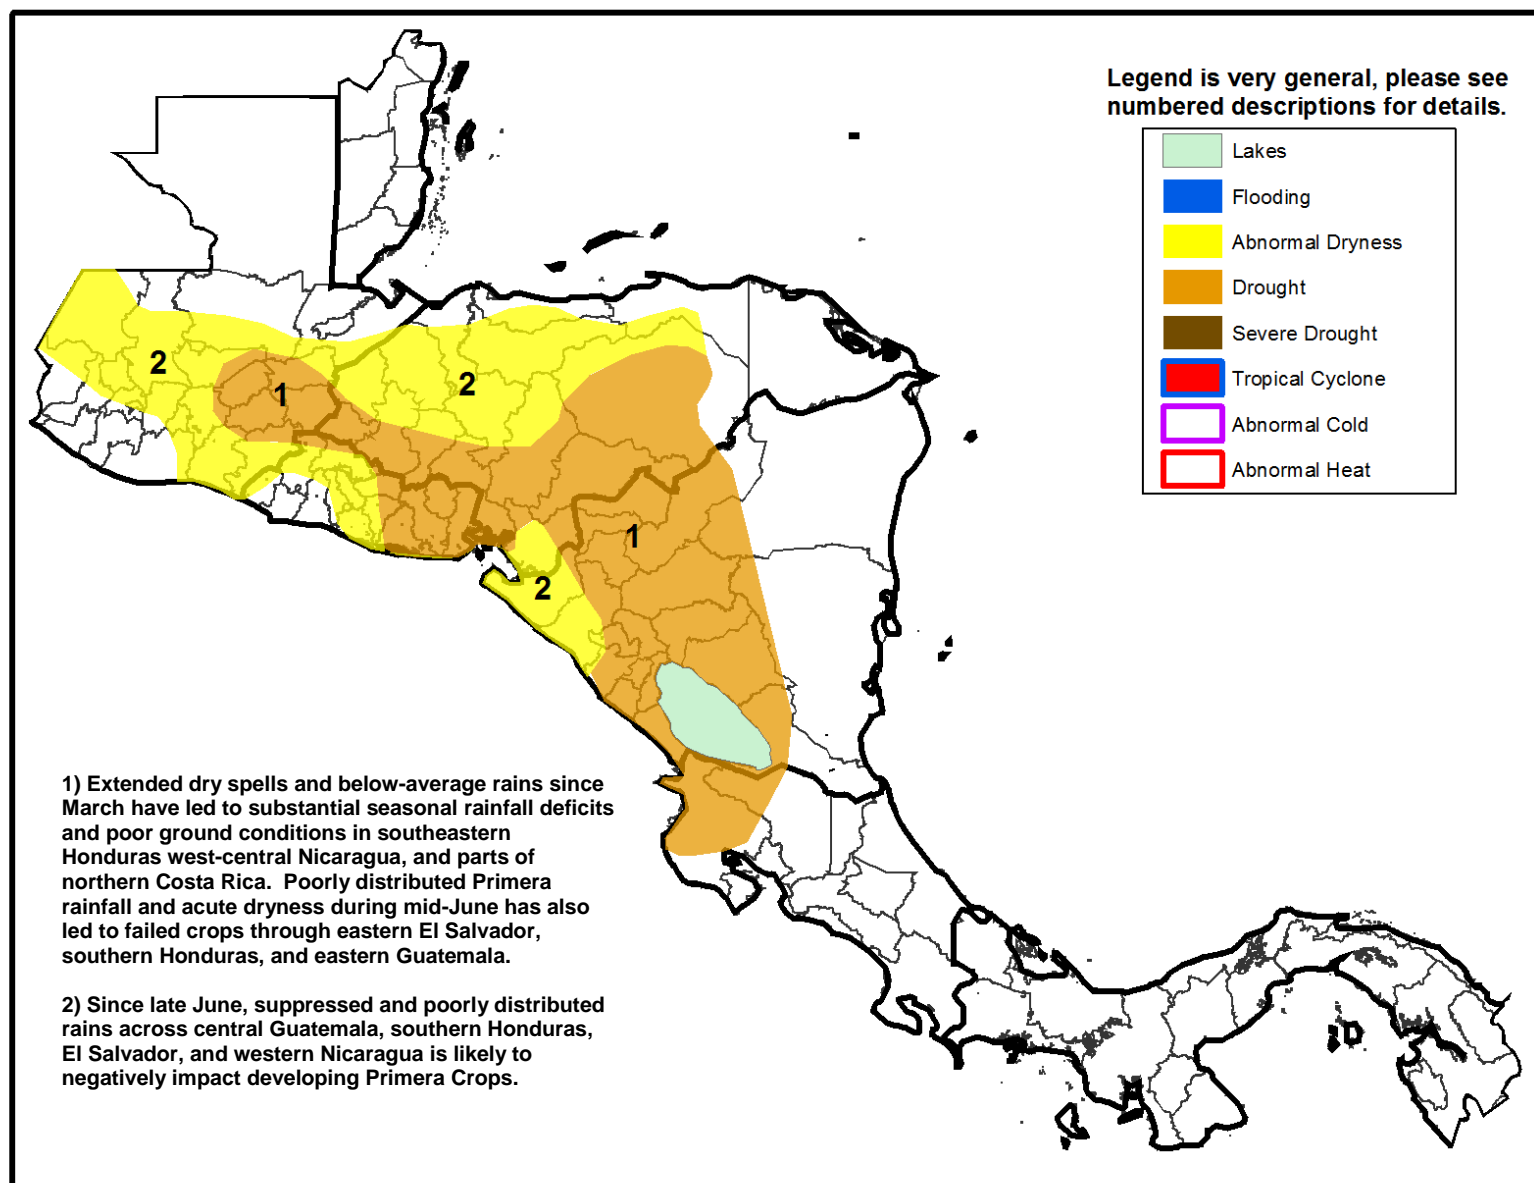 Legend is very general, please see
numbered descriptions for details.
Lakes
Flooding
Abnormal Dryness
Drought
Severe Drought
Tropical Cyclone
Abnormal Cold
Abnormal Heat
2
1
2
1
2
1) Extended dry spells and below-average rains since
March have led to substantial seasonal rainfall deficits
and poor ground conditions in southeastern
Honduras west-central Nicaragua, and parts of
northern Costa Rica.  Poorly distributed Primera
rainfall and acute dryness during mid-June has also
led to failed crops through eastern El Salvador,
southern Honduras, and eastern Guatemala.
2) Since late June, suppressed and poorly distributed
rains across central Guatemala, southern Honduras,
El Salvador, and western Nicaragua is likely to
negatively impact developing Primera Crops.